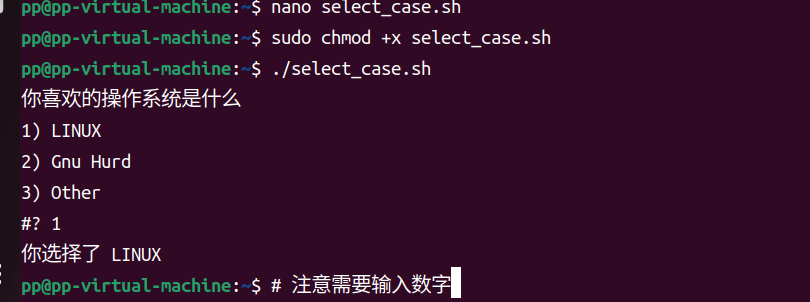 pp@pp-virtual-machine:~$ nano select_case.sh
pp@pp-virtual-machine:~$ sudo chmod +x select_case.sh
pp@pp-virtual-machine:~$ ./select_case.sh
你喜欢的操作系统是什么
1) LINUX
2) Gnu Hurd
3) Other
#? 1
你选择了 LINUX
pp@pp-virtual-machine:~$ # 注意需要输入数字